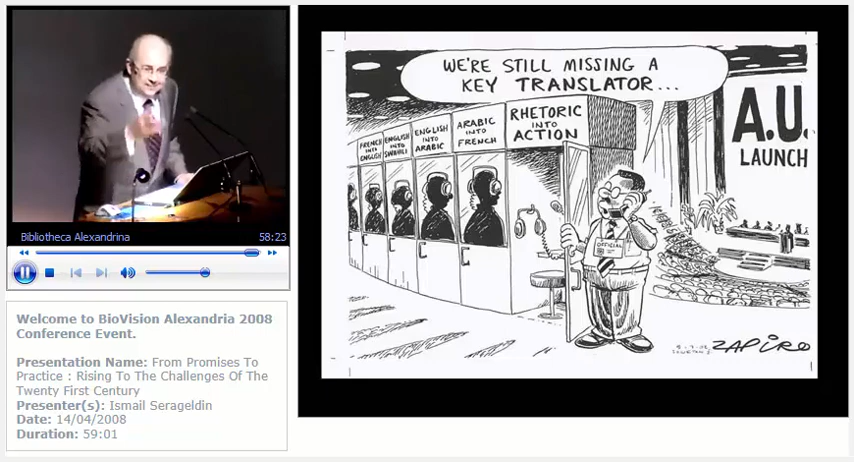 Bibliotheca Alexandrina 58:23
Welcome to BioVision Alexandria 2008
Conference Event.
Presentation Name: From Promises To
Practice : Rising To The Challenges Of The
Twenty First Century
Presenter(s): Ismail Serageldin
Date: 14/04/2008
Duration: 59:01
WE'RE STILL MISSING A
KEY TRANSLATOR...
FRENCH
INTO
ENGLISH
ENGLISH
INTO
SWAHILI
ENGLISH
INTO
ARABIC
ARABIC
INTO
FRENCH
RHETORIC
INTO
ACTION
A.U.
LAUNCH
OFFICIAL
ZAPIRO